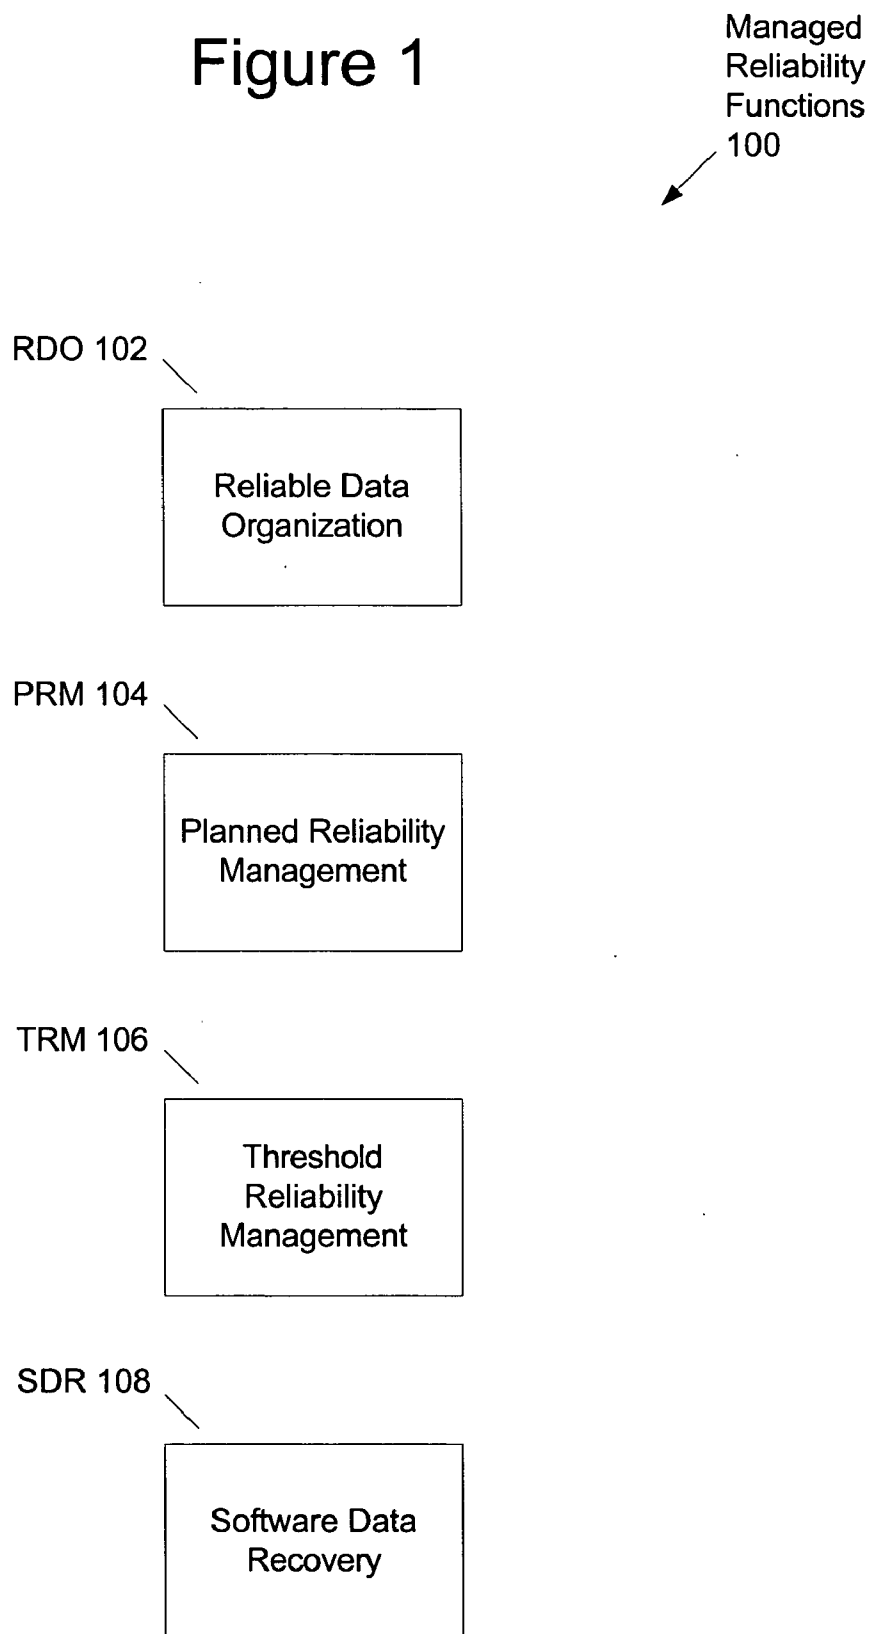 Figure 1
Managed
Reliability
Functions
100
RDO 102
Reliable Data
Organization
PRM 104
Planned Reliability
Management
TRM 106
Threshold
Reliability
Management
SDR 108
Software Data
Recovery